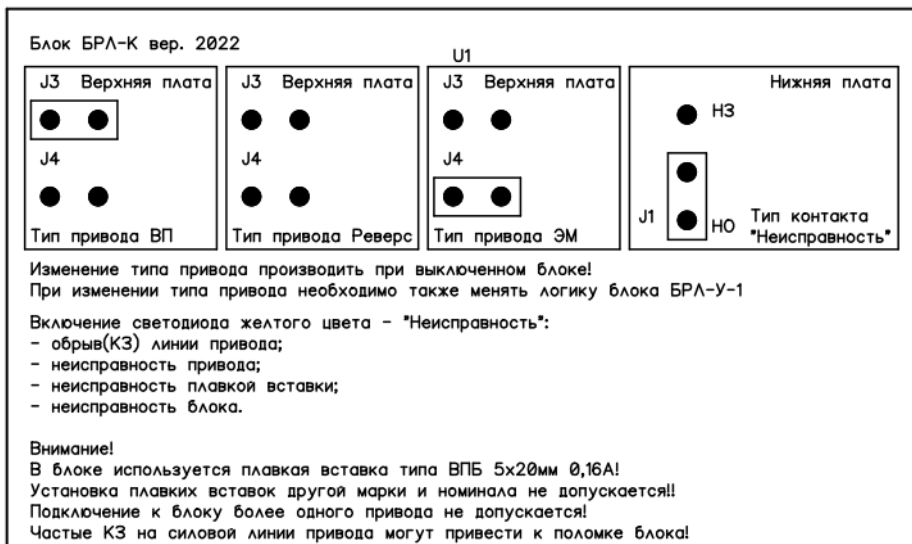 Блок БРЛ-К вер. 2022
U1
J3 Верхняя плата
J4
Тип привода ВП
J3 Верхняя плата
J4
Тип привода Реверс
J3 Верхняя плата
J4
Тип привода ЭМ
Нижняя плата
НЗ
J1
НО
Тип контакта
"Неисправность"
Изменение типа привода производить при выключенном блоке!
При изменении типа привода необходимо также менять логику блока БРЛ-У-1
Включение светодиода желтого цвета - "Неисправность":
- обрыв(КЗ) линии привода;
- неисправность привода;
- неисправность плавкой вставки;
- неисправность блока.
Внимание!
В блоке используется плавкая вставка типа ВПБ 5х20мм 0,16А!
Установка плавких вставок другой марки и номинала не допускается!!
Подключение к блоку более одного привода не допускается!
Частые КЗ на силовой линии привода могут привести к поломке блока!